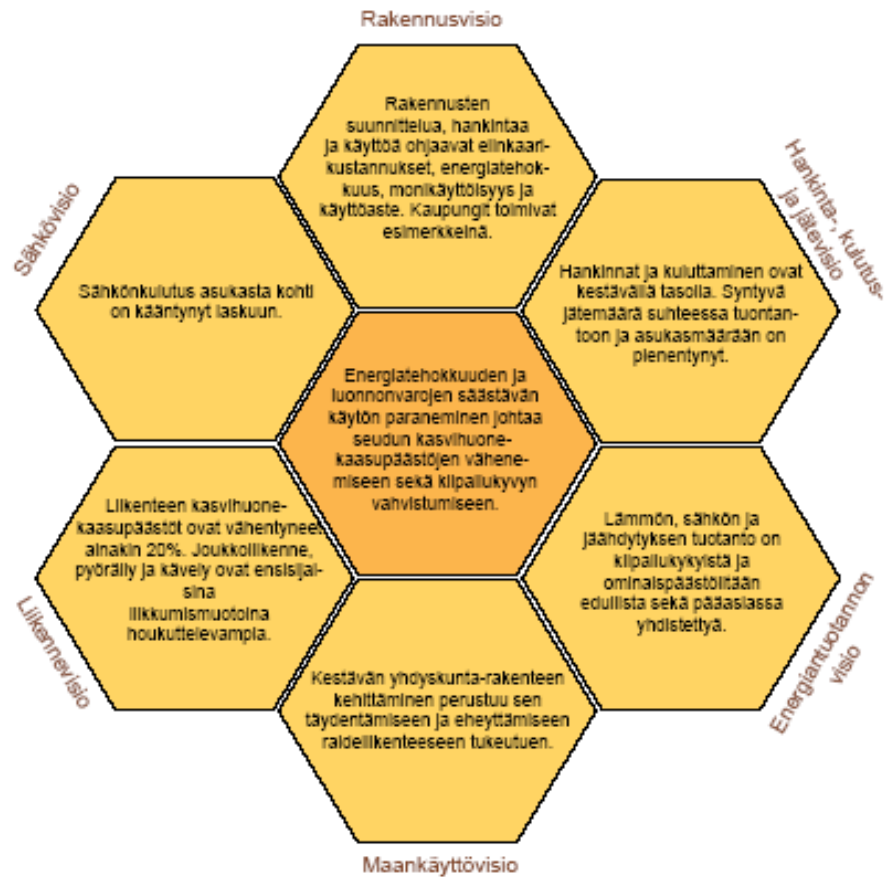 Rakennusvisio
Rakennusten
suunnittelua, hankintaa
ja käyttöä ohjaavat elinkaari-
kustannukset, energiatehok-
kuus, monikäyttöisyys ja
käyttöaste. Kaupungit toimivat
esimerkkeinä.
Sähkövisio
Sähkönkulutus asukasta kohti
on kääntynyt laskuun.
Hankinta-, kulutus-
ja jätevisio
Hankinnat ja kuluttaminen ovat
kestävällä tasolla. Syntyvä
jätemäärä suhteessa tuontan-
toon ja asukasmäärään on
pienentynyt.
Energiatehokkuuden ja
luonnonvarojen säästävän
käytön paraneminen johtaa
seudun kasvihuone-
kaasupäästöjen vähene-
miseen sekä kilpailukyvyn
vahvistumiseen.
Liikenteen kasvihuone-
kaasupäästöt ovat vähentyneet
ainakin 20%. Joukkoliikenne,
pyöräily ja kävely ovat ensisijai-
sina
liikkumismuotoina
houkuttelevampia.
Liikennevisio
Lämmön, sähkön ja
jäähdytyksen tuotanto on
kilpailukykyistä ja
ominaispäästöiltään
edullista sekä pääasiassa
yhdistettyä.
Energiantuotannon
visio
Kestävän yhdyskunta-rakenteen
kehittäminen perustuu sen
täydentämiseen ja eheyttämiseen
raideliikenteeseen tukeutuen.
Maankäyttövisio